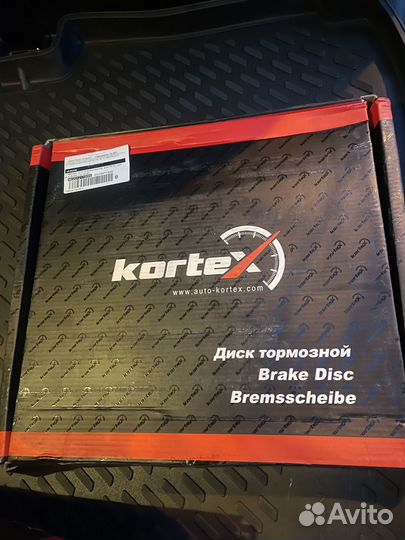 kortex
www.auto-kortex.com
Диск тормозной
Brake Disc
Bremsscheibe
Avito